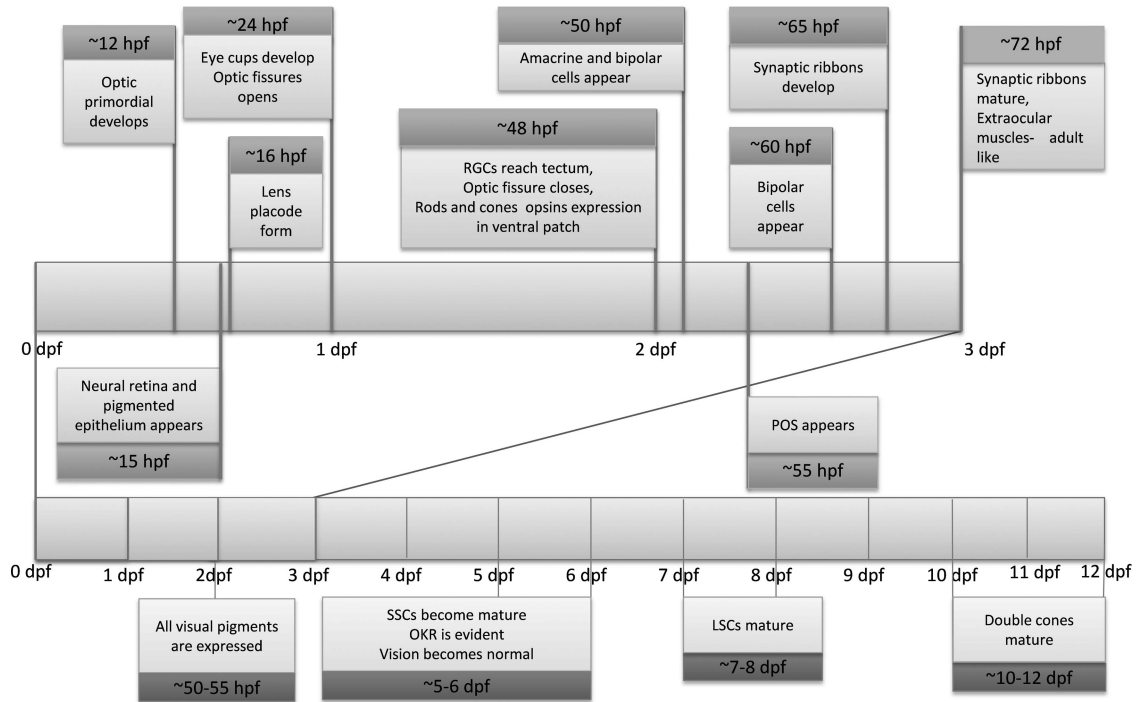 ~12 hpf
Optic
primordial
develops
~24 hpf
Eye cups develop
Optic fissures
opens
~16 hpf
Lens
placode
form
~50 hpf
Amacrine and bipolar
cells appear
~48 hpf
RGCs reach tectum,
Optic fissure closes,
Rods and cones opsins expression
in ventral patch
~65 hpf
Synaptic ribbons
develop
~60 hpf
Bipolar
cells
appear
~72 hpf
Synaptic ribbons
mature,
Extraocular
muscles- adult
like
0 dpf
1 dpf
2 dpf
3 dpf
Neural retina and
pigmented
epithelium appears
~15 hpf
POS appears
~55 hpf
0 dpf
1 dpf
2dpf
3 dpf
4 dpf
5 dpf
6 dpf
7 dpf
8 dpf
9 dpf
10 dpf
11 dpf
12 dpf
All visual pigments
are expressed
~50-55 hpf
SSCs become mature
OKR is evident
Vision becomes normal
~5-6 dpf
LSCs mature
~7-8 dpf
Double cones
mature
~10-12 dpf